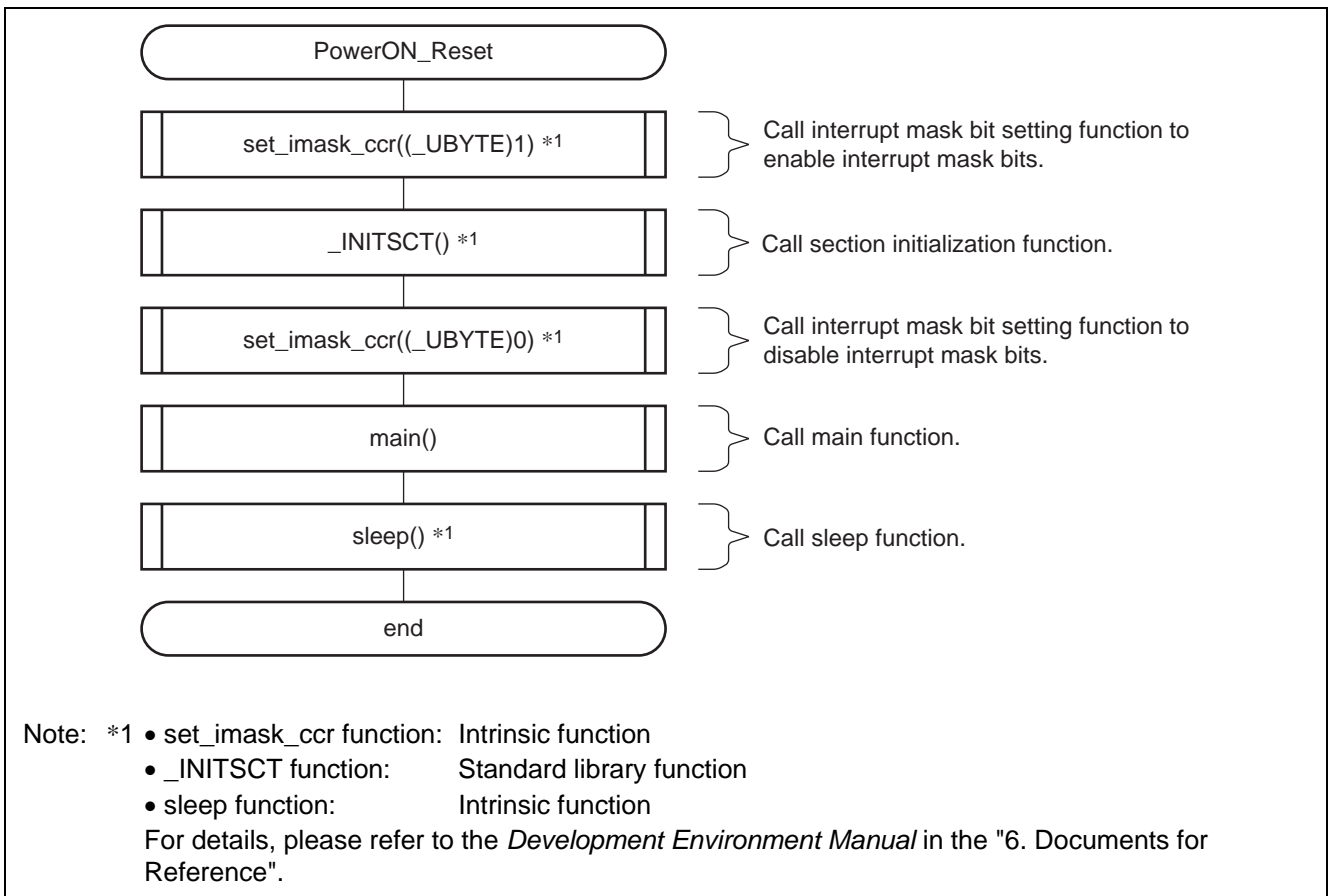 PowerON_Reset
set_imask_ccr((_UBYTE)1) *1
Call interrupt mask bit setting function to
enable interrupt mask bits.
_INITSCT() *1
Call section initialization function.
set_imask_ccr((_UBYTE)0) *1
Call interrupt mask bit setting function to
disable interrupt mask bits.
main()
Call main function.
sleep() *1
Call sleep function.
end
Note: *1 • set_imask_ccr function: Intrinsic function
• _INITSCT function: Standard library function
• sleep function: Intrinsic function
For details, please refer to the Development Environment Manual in the "6. Documents for
Reference".